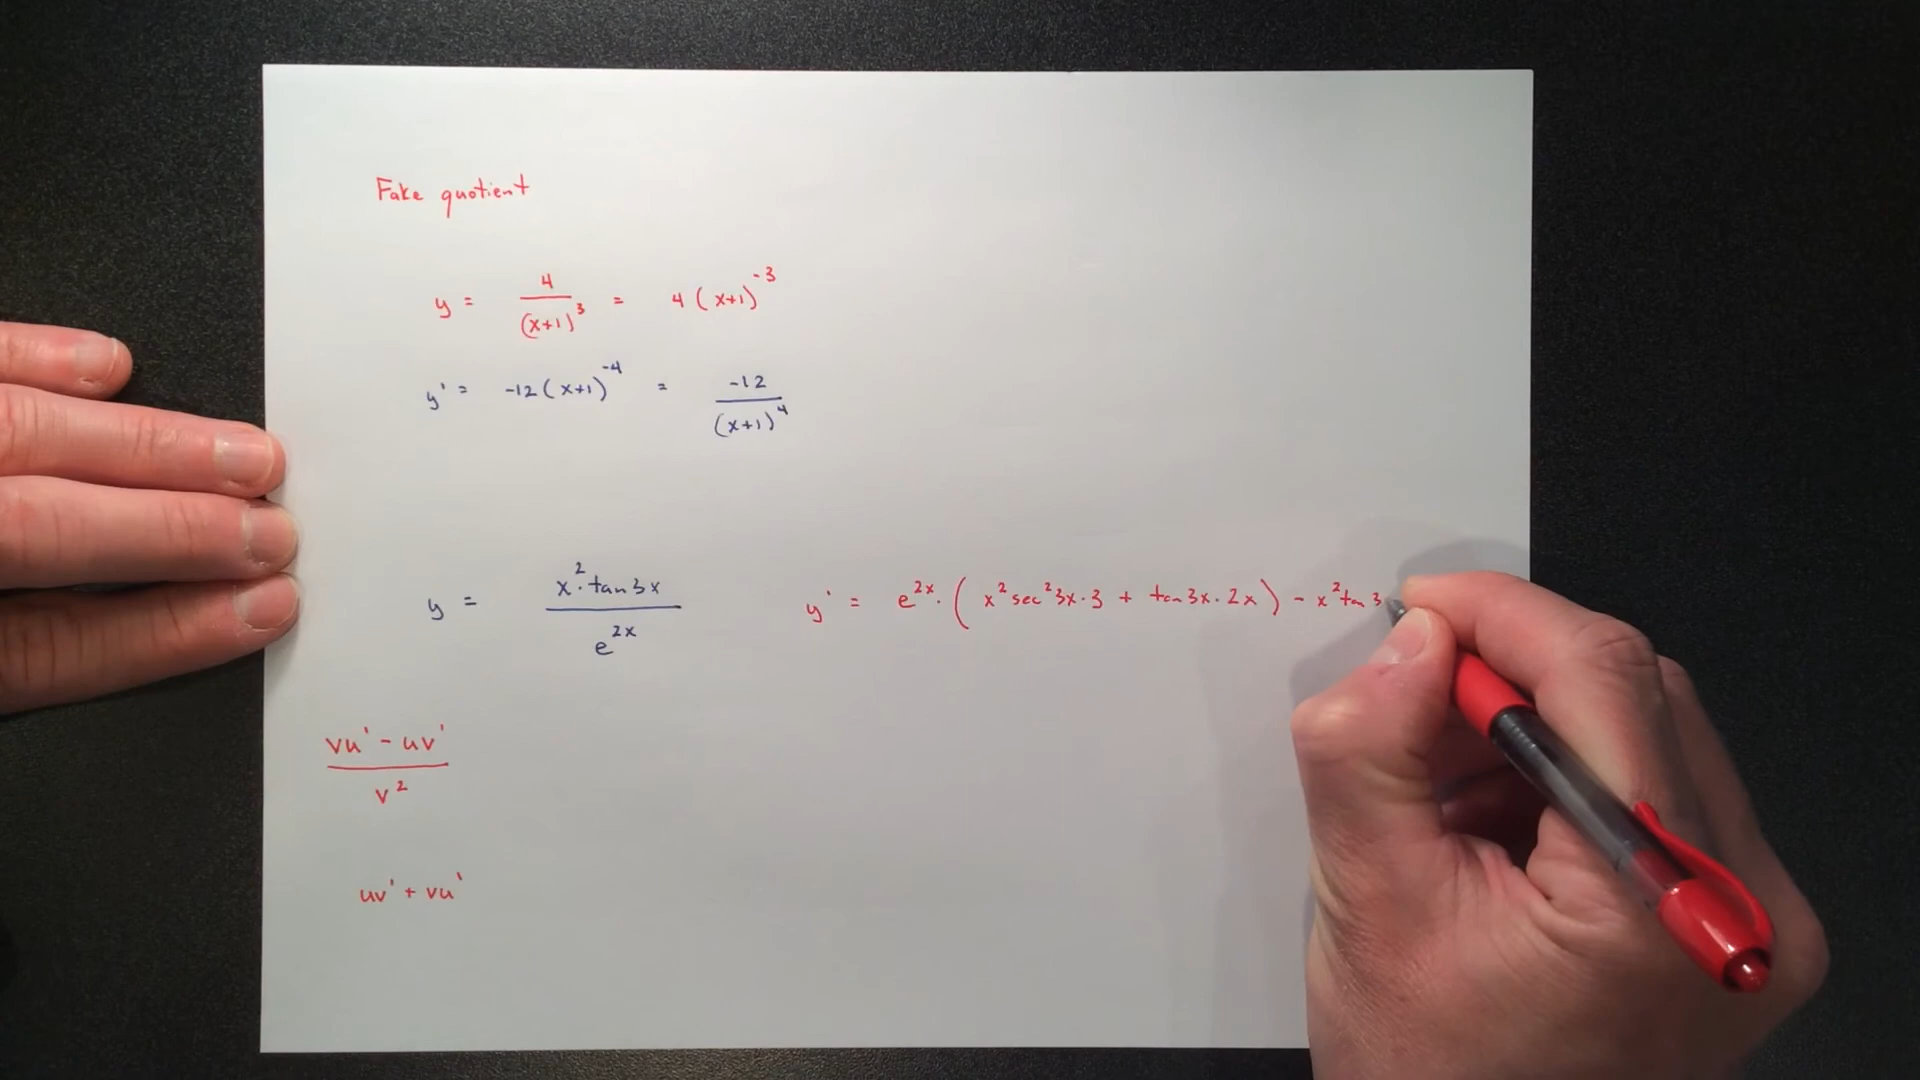 Fake quotient
y = 4/(x+1)³ = 4(x+1)⁻³
y' = -12(x+1)⁻⁴ = -12/(x+1)⁴
y = x²·tan3x/e²ˣ y' = e²ˣ·(x²sec²3x·3 + tan3x·2x) - x²tan3
vu' - uv'/v²
uv' + vu'